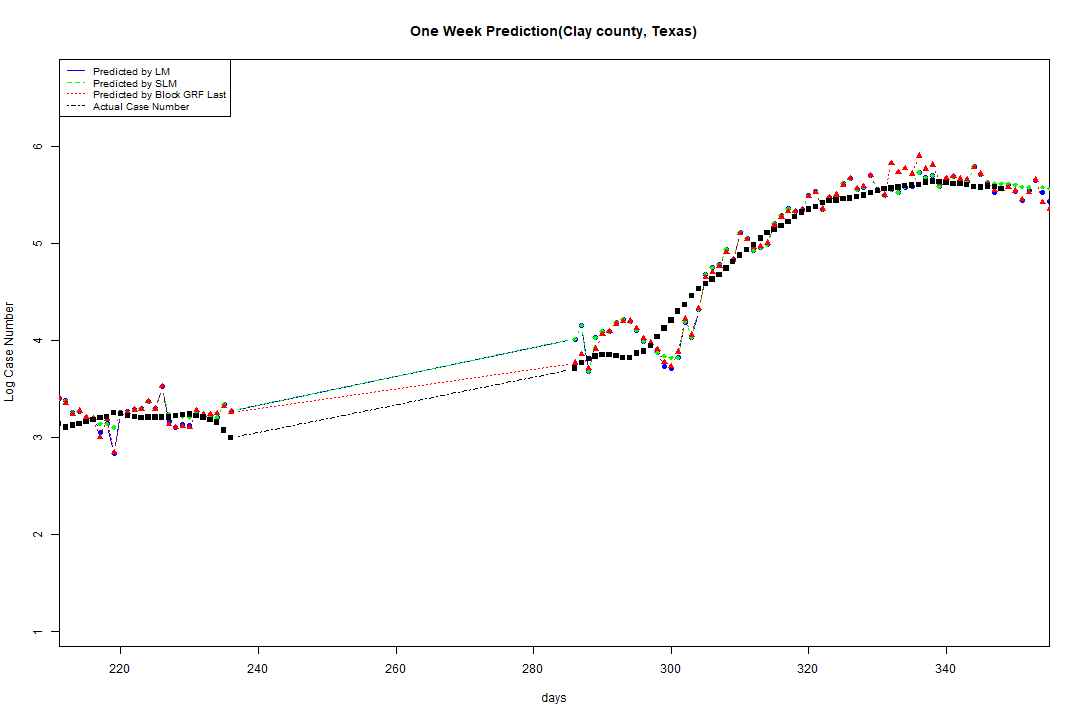 One Week Prediction(Clay county, Texas)
Predicted by LM
Predicted by SLM
Predicted by Block GRF Last
Actual Case Number
Log Case Number
6
5
4
3
2
1
220 240 260 280 300 320 340
days